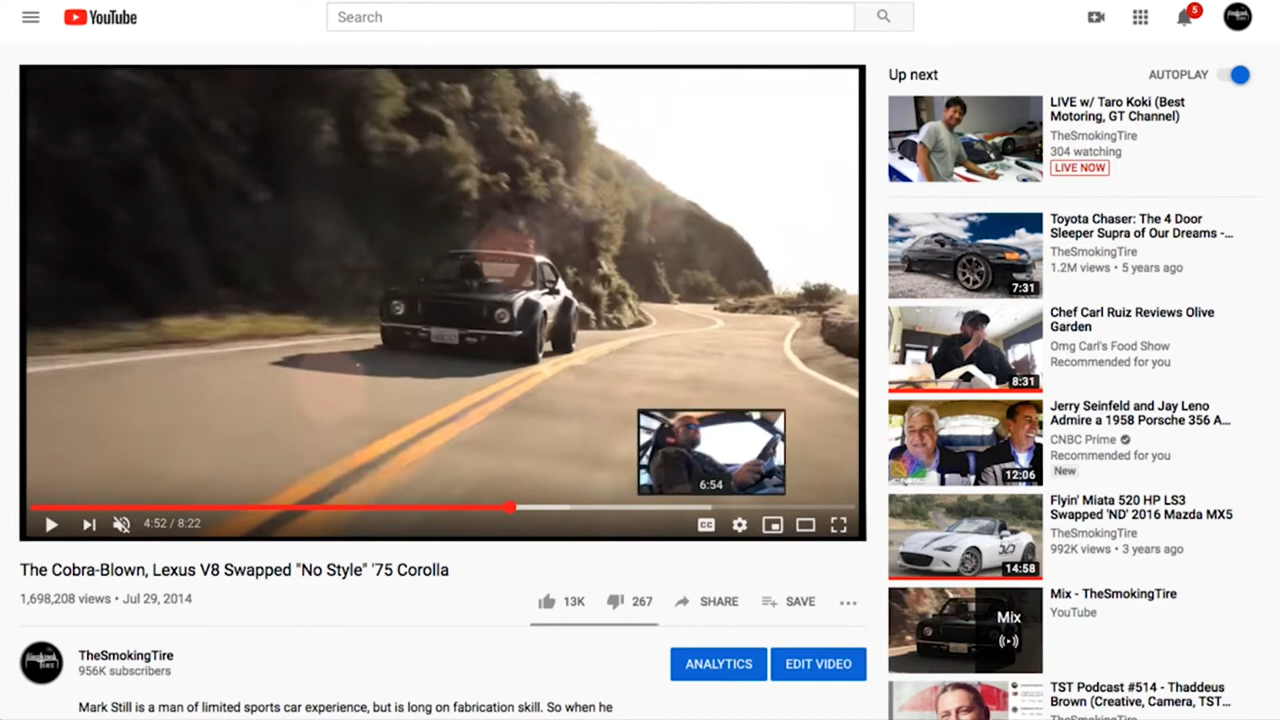 YouTube
Search
5
6:54
4:52 / 8:22
CC
The Cobra-Blown, Lexus V8 Swapped "No Style" '75 Corolla
1,698,208 views • Jul 29, 2014
13K
267
SHARE
SAVE
TheSmokingTire
956K subscribers
ANALYTICS
EDIT VIDEO
Mark Still is a man of limited sports car experience, but is long on fabrication skill. So when he
Up next
AUTOPLAY
LIVE w/ Taro Koki (Best
Motoring, GT Channel)
TheSmokingTire
304 watching
LIVE NOW
7:31
Toyota Chaser: The 4 Door
Sleeper Supra of Our Dreams -...
TheSmokingTire
1.2M views • 5 years ago
8:31
Chef Carl Ruiz Reviews Olive
Garden
Omg Carl's Food Show
Recommended for you
12:06
Jerry Seinfeld and Jay Leno
Admire a 1958 Porsche 356 A...
CNBC Prime
Recommended for you
New
14:58
Flyin' Miata 520 HP LS3
Swapped 'ND' 2016 Mazda MX5
TheSmokingTire
992K views • 3 years ago
Mix
Mix - TheSmokingTire
YouTube
TST Podcast #514 - Thaddeus
Brown (Creative, Camera, TST...
TheSmokingTire